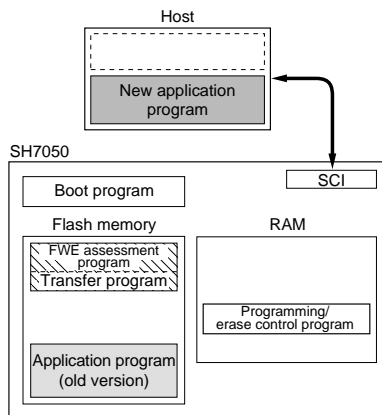 Host
New application
program
SH7050
SCI
Boot program
Flash memory
RAM
FWE assessment
program
Transfer program
Programming/
erase control program
Application program
(old version)